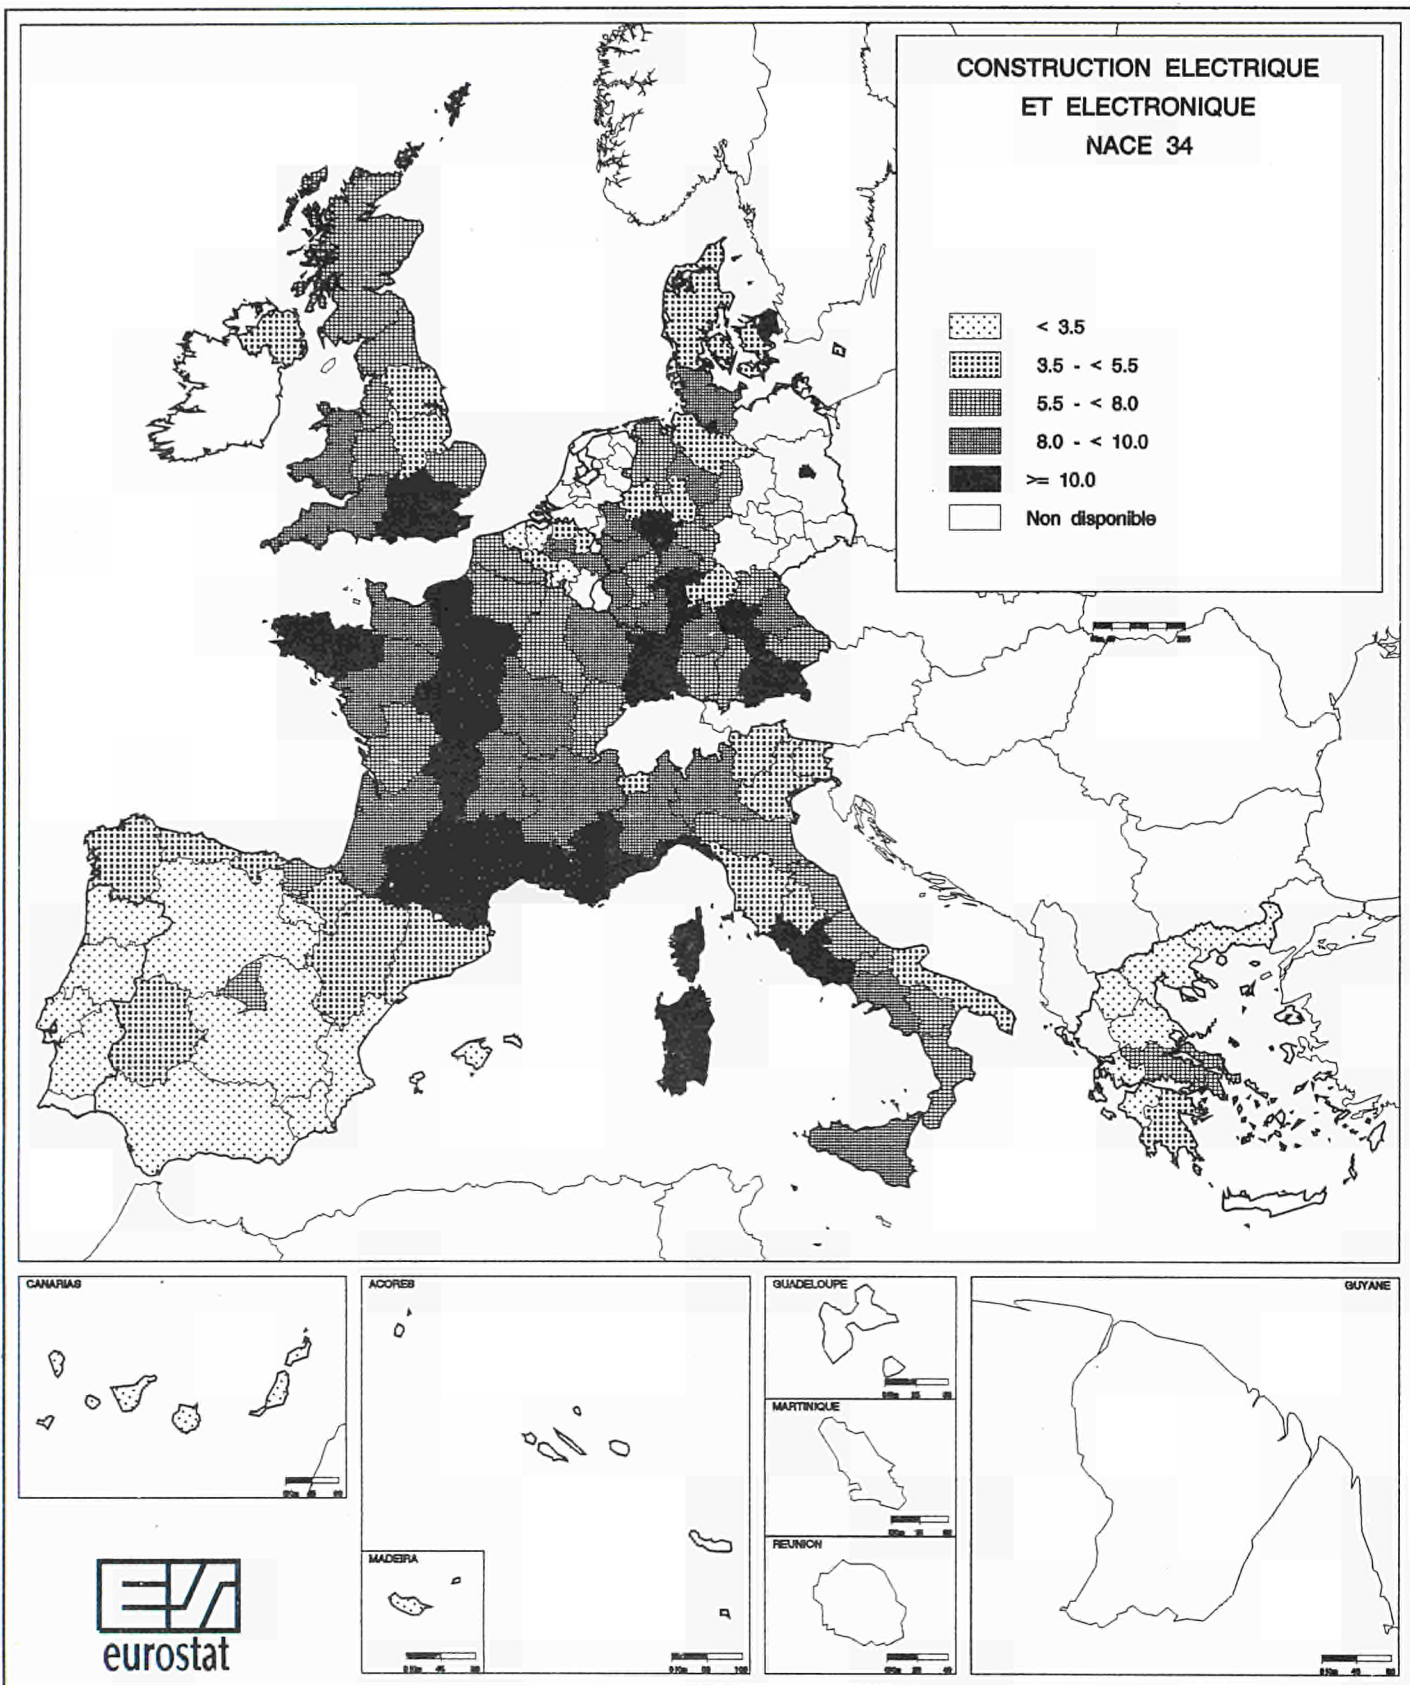 CONSTRUCTION ELECTRIQUE
ET ELECTRONIQUE
NACE 34
< 3.5
3.5 - < 5.5
5.5 - < 8.0
8.0 - < 10.0
>= 10.0
Non disponible
CANARIAS
ACORES
MADEIRA
GUADELOUPE
MARTINIQUE
REUNION
GUYANE
eurostat